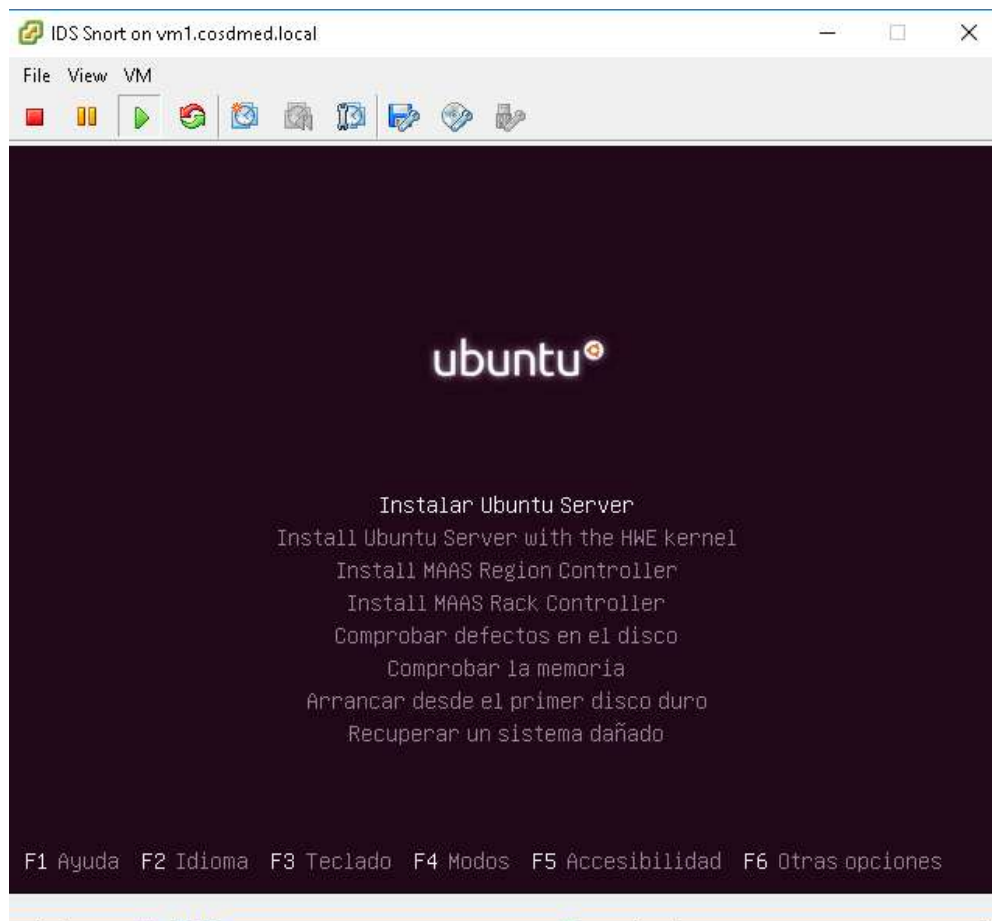 IDS Snort on vm1.cosdmed.local
File View VM
ubuntu
Instalar Ubuntu Server
Install Ubuntu Server with the HWE kernel
Install MAAS Region Controller
Install MAAS Rack Controller
Comprobar defectos en el disco
Comprobar la memoria
Arrancar desde el primer disco duro
Recuperar un sistema dañado
F1 Ayuda F2 Idioma F3 Teclado F4 Modos F5 Accesibilidad F6 Otras opciones